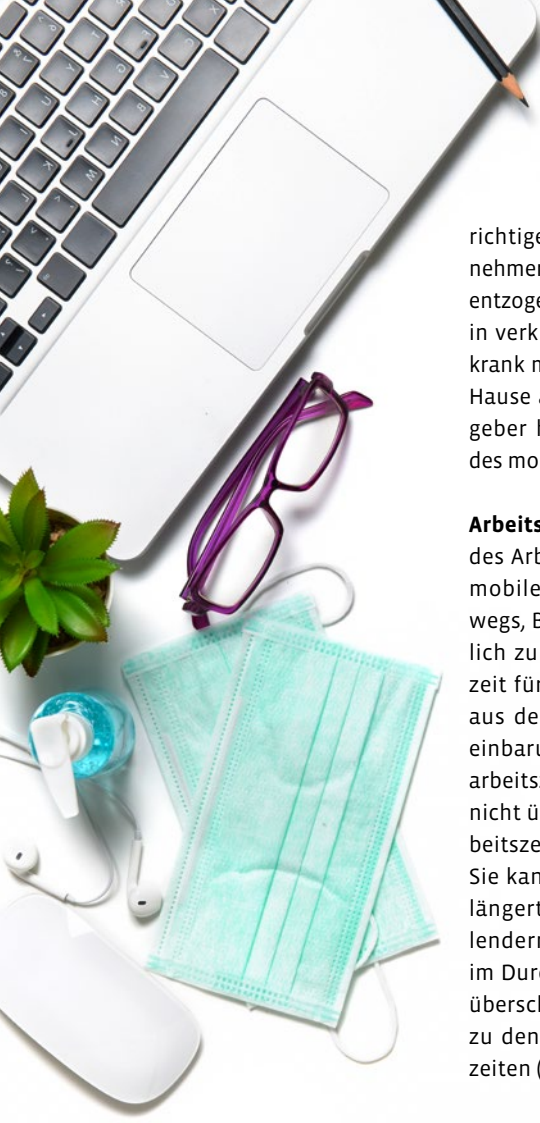 richtige
nehmer
entzoge
in verk
krank m
Hause a
geber h
des mo
Arbeits
des Arb
mobile
wegs, B
lich zu
zeit für
aus de
einbaru
arbeits
nicht ü
beitsze
Sie kan
längert
lendern
im Dur
übersch
zu den
zeiten (